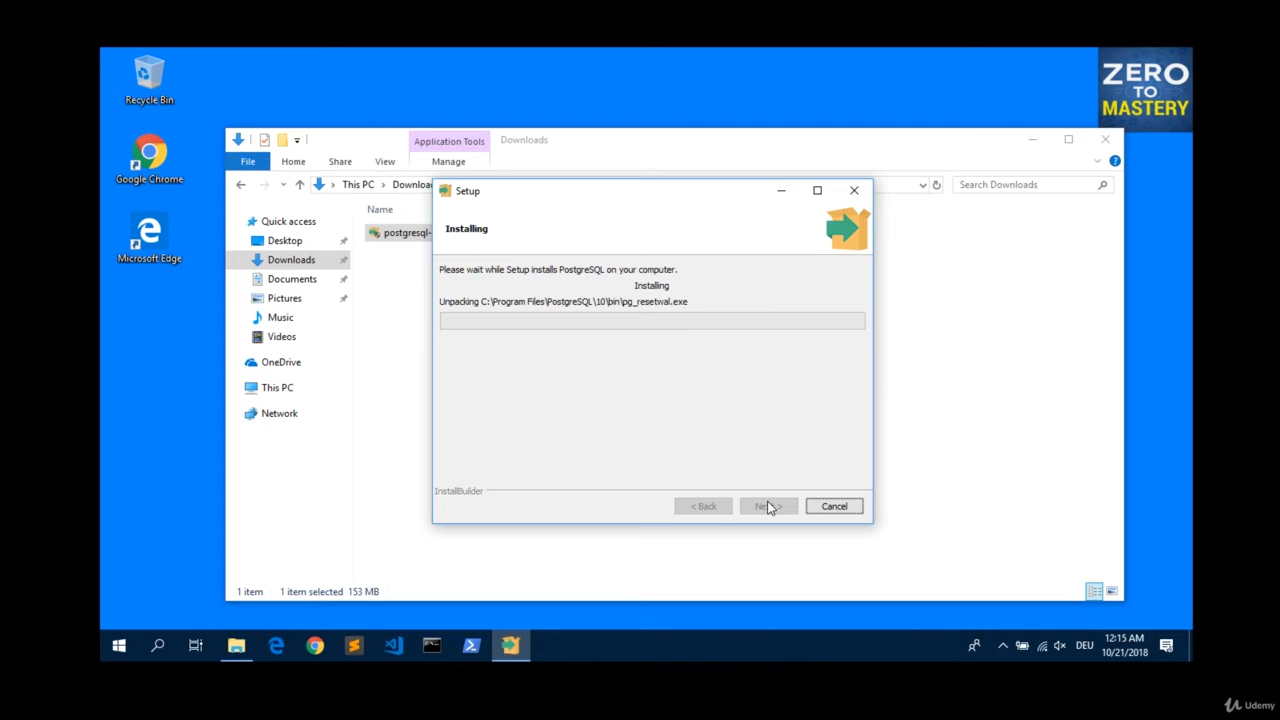 Recycle Bin
Google Chrome
Microsoft Edge
ZERO
TO
MASTERY
Application Tools
Downloads
File
Home
Share
View
Manage
This PC
Downloa
Search Downloads
Quick access
Desktop
Downloads
Documents
Pictures
Music
Videos
OneDrive
This PC
Network
Name
postgresql-
Setup
Installing
Please wait while Setup installs PostgreSQL on your computer.
Installing
Unpacking C:\Program Files\PostgreSQL\10\bin\pg_resetwal.exe
InstallBuilder
< Back
Cancel
1 item
1 item selected 153 MB
DEU
12:15 AM
10/21/2018
Udemy